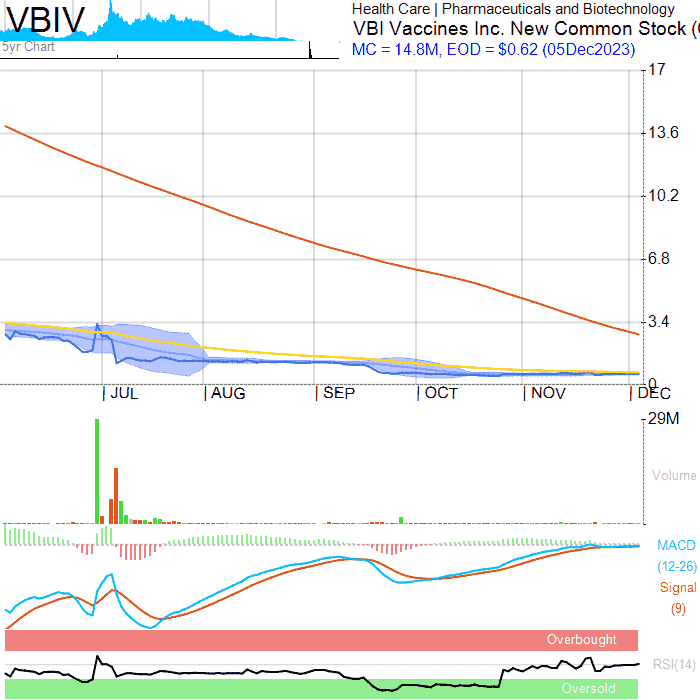 VBIV
5yr Chart
Health Care | Pharmaceuticals and Biotechnology
VBI Vaccines Inc. New Common Stock (
MC = 14.8M, EOD = $0.62 (05Dec2023)
17
13.6
10.2
6.8
3.4
0
JUL
AUG
SEP
OCT
NOV
DEC
29M
Volume
MACD
(12-26)
Signal
(9)
Overbought
RSI(14)
Oversold